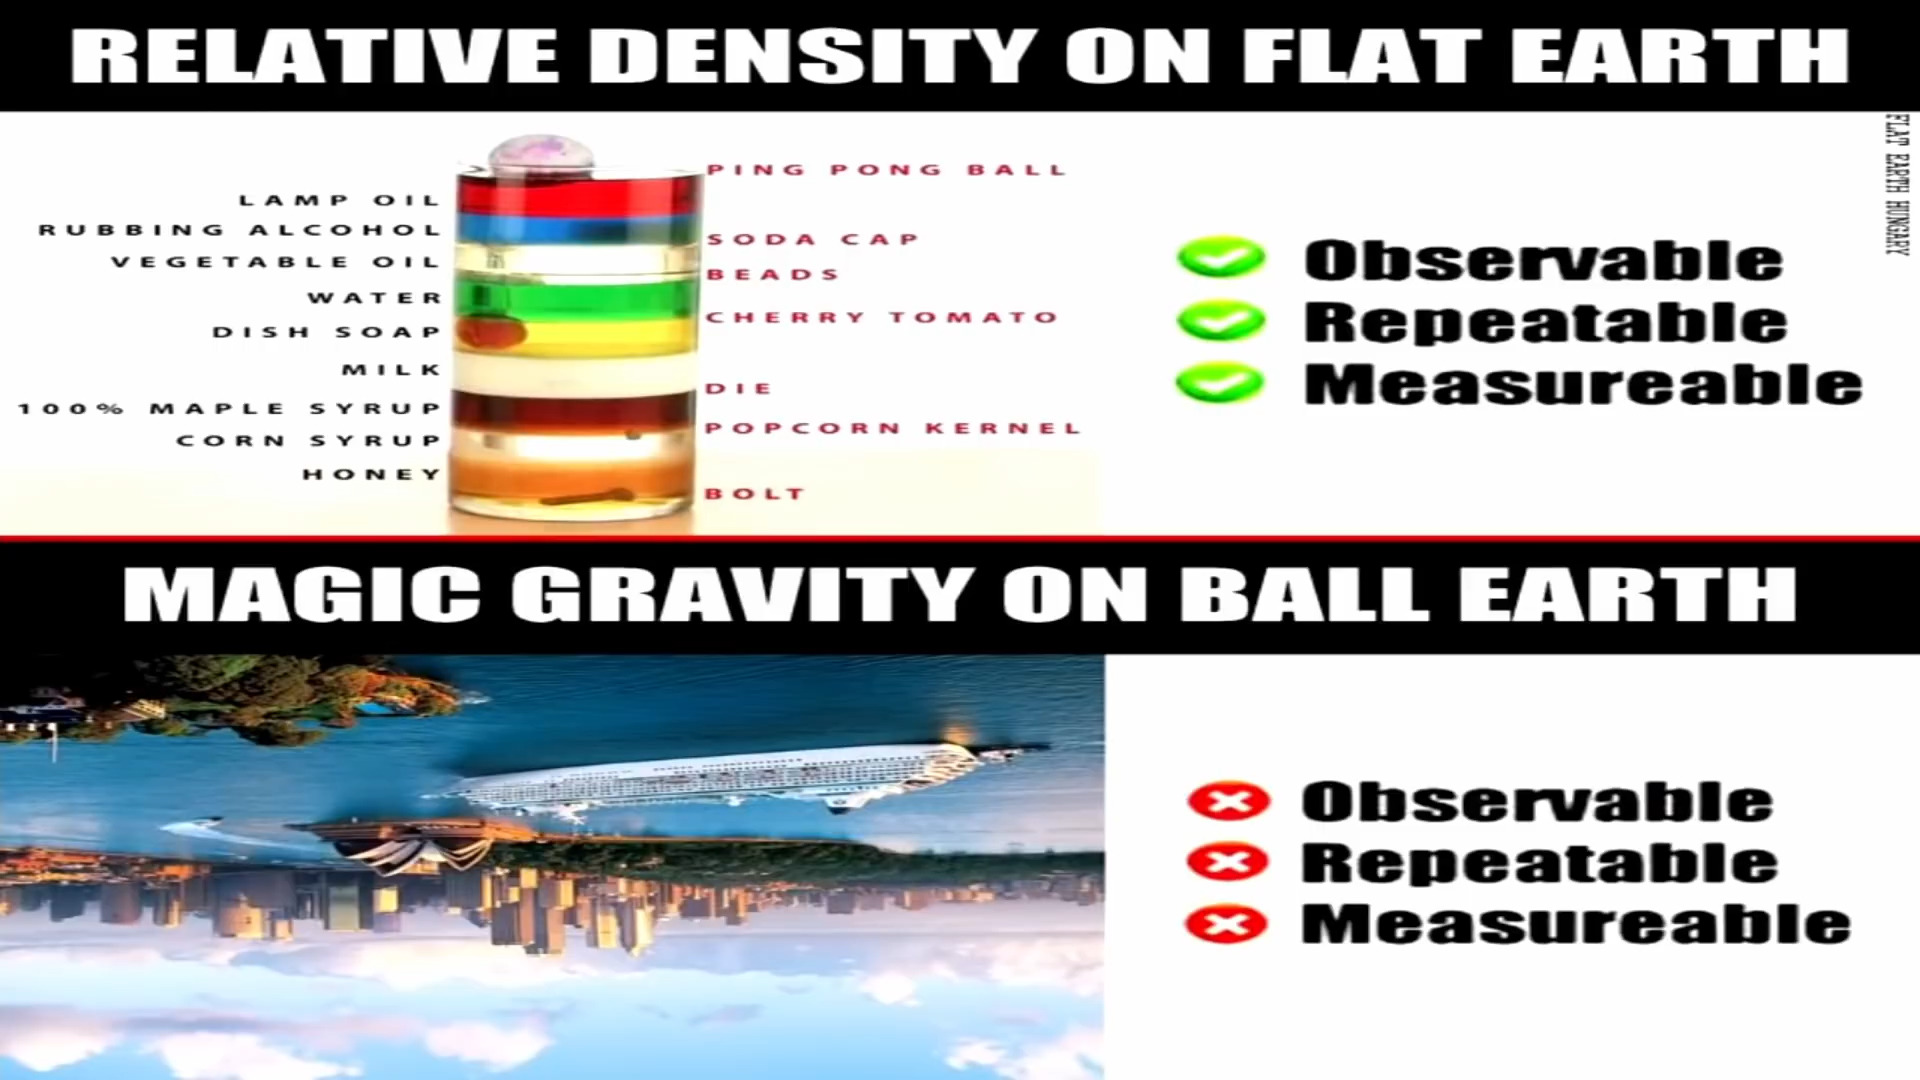 RELATIVE DENSITY ON FLAT EARTH
FLAT EARTH HUNGARY
PING PONG BALL
LAMP OIL
RUBBING ALCOHOL
SODA CAP
VEGETABLE OIL
BEADS
WATER
CHERRY TOMATO
DISH SOAP
MILK
DIE
100% MAPLE SYRUP
POPCORN KERNEL
CORN SYRUP
HONEY
BOLT
Observable
Repeatable
Measureable
MAGIC GRAVITY ON BALL EARTH
Observable
Repeatable
Measureable